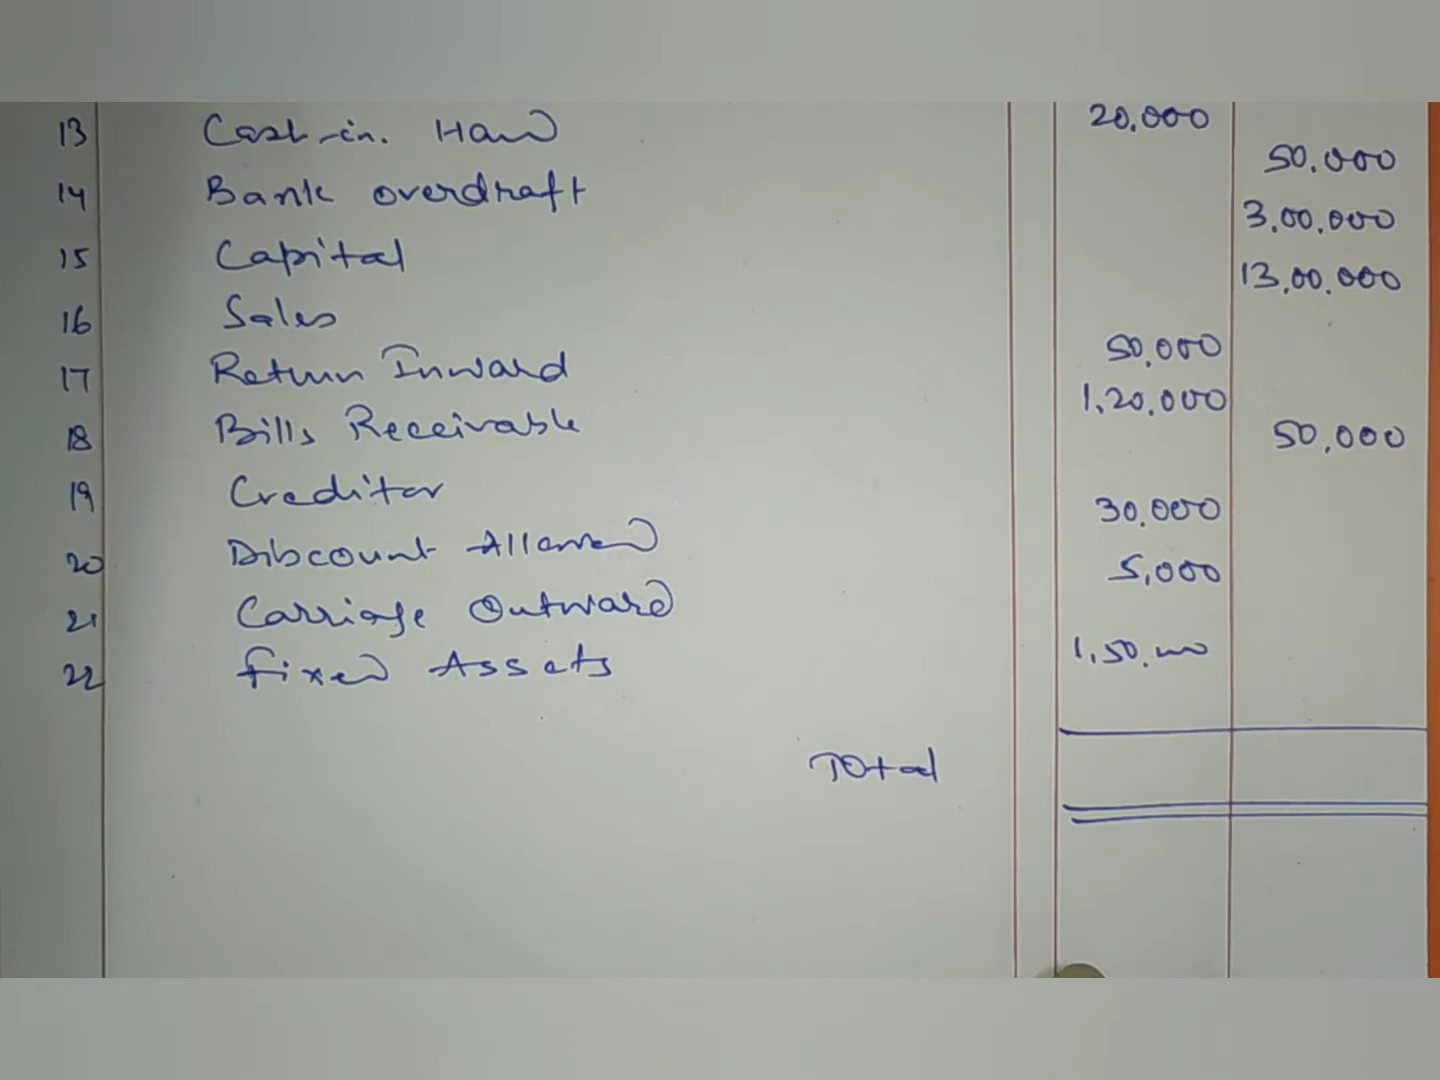 13 Cash-in. Hand 20,000
14 Bank overdraft 50,000
15 Capital 3,00,000
16 Sales 13,00,000
17 Return Inward 50,000
18 Bills Receivable 1,20,000
19 Creditor 50,000
20 Discount Allowed 30,000
21 Carriage Outward 5,000
22 Fixed Assets 1,50,000
Total